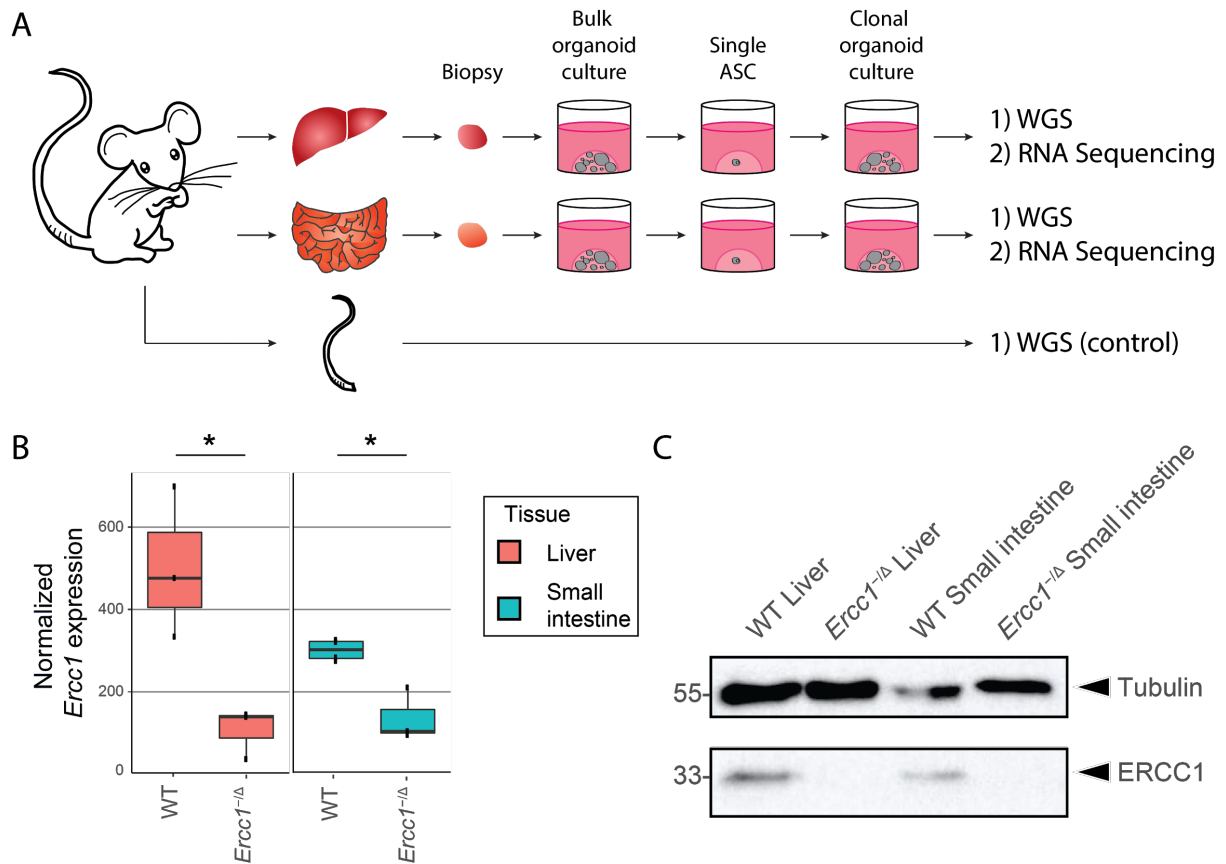 A
Biopsy
Bulk
organoid
culture
Single
ASC
Clonal
organoid
culture
1) WGS
2) RNA Sequencing
1) WGS
2) RNA Sequencing
1) WGS (control)
B
*
*
Normalized
Ercc1 expression
600
400
200
0
WT
Ercc1⁻/Δ
WT
Ercc1⁻/Δ
Tissue
Liver
Small
intestine
C
WT Liver
Ercc1⁻/Δ Liver
WT Small intestine
Ercc1⁻/Δ Small intestine
55
Tubulin
33
ERCC1